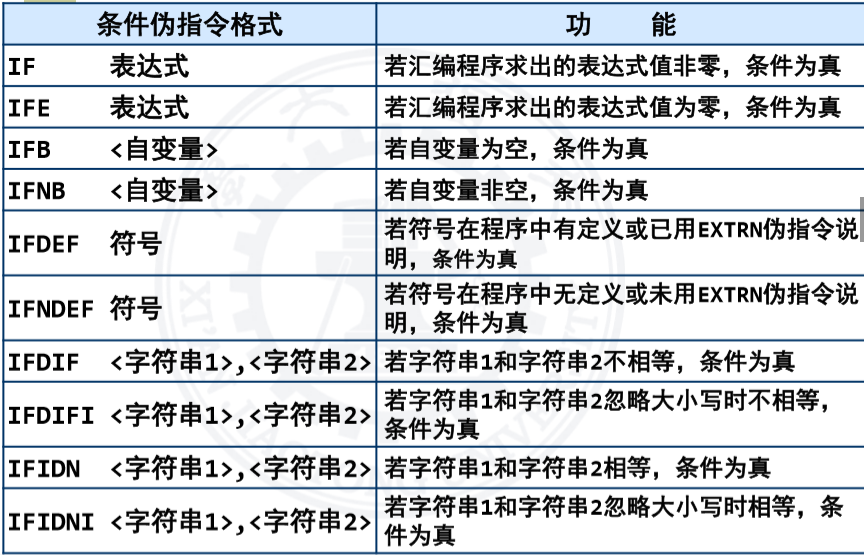 条件伪指令格式 功 能
IF 表达式 若汇编程序求出的表达式值非零，条件为真
IFE 表达式 若汇编程序求出的表达式值为零，条件为真
IFB <自变量> 若自变量为空，条件为真
IFNB <自变量> 若自变量非空，条件为真
IFDEF 符号 若符号在程序中有定义或已用EXTRN伪指令说
明，条件为真
IFNDEF 符号 若符号在程序中无定义或未用EXTRN伪指令说
明，条件为真
IFDIF <字符串1>,<字符串2> 若字符串1和字符串2不相等，条件为真
IFDIFI <字符串1>,<字符串2> 若字符串1和字符串2忽略大小写时不相等，
条件为真
IFIDN <字符串1>,<字符串2> 若字符串1和字符串2相等，条件为真
IFIDNI <字符串1>,<字符串2> 若字符串1和字符串2忽略大小写时相等，条
件为真